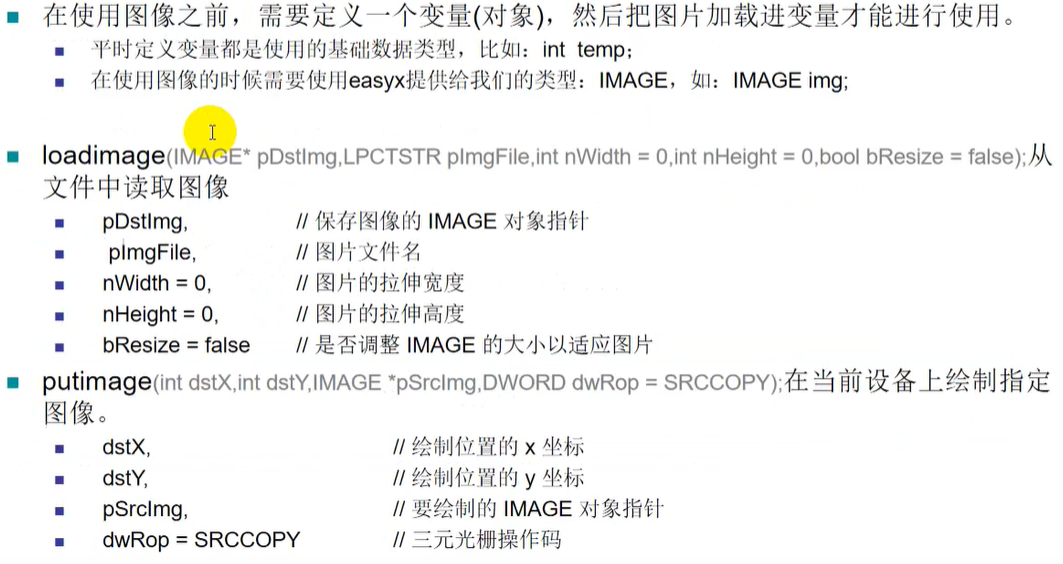 在使用图像之前，需要定义一个变量(对象)，然后把图片加载进变量才能进行使用。
平时定义变量都是使用的基础数据类型，比如：int temp；
在使用图像的时候需要使用easyx提供给我们的类型：IMAGE，如：IMAGE img;
loadimage(IMAGE* pDstImg,LPCTSTR pImgFile,int nWidth = 0,int nHeight = 0,bool bResize = false);从
文件中读取图像
pDstImg, // 保存图像的 IMAGE 对象指针
pImgFile, // 图片文件名
nWidth = 0, // 图片的拉伸宽度
nHeight = 0, // 图片的拉伸高度
bResize = false // 是否调整 IMAGE 的大小以适应图片
putimage(int dstX,int dstY,IMAGE *pSrcImg,DWORD dwRop = SRCCOPY);在当前设备上绘制指定
图像。
dstX, // 绘制位置的 x 坐标
dstY, // 绘制位置的 y 坐标
pSrcImg, // 要绘制的 IMAGE 对象指针
dwRop = SRCCOPY // 三元光栅操作码